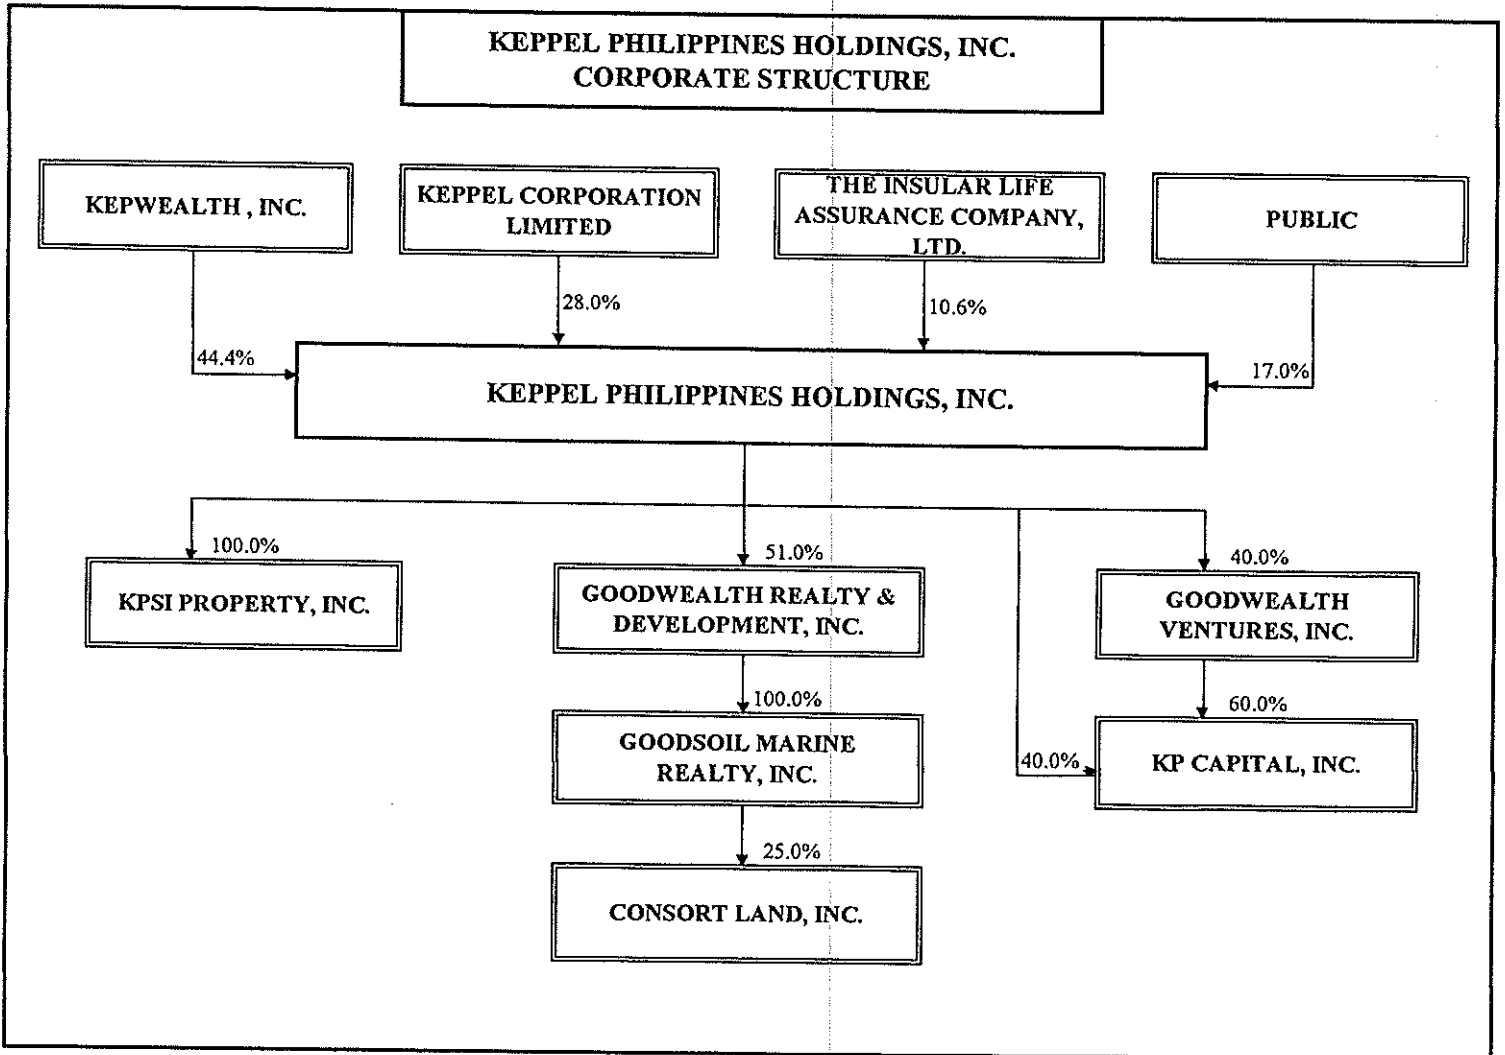 KEPPEL PHILIPPINES HOLDINGS, INC.
CORPORATE STRUCTURE
KEPWEALTH , INC.
KEPPEL CORPORATION
LIMITED
THE INSULAR LIFE
ASSURANCE COMPANY,
LTD.
PUBLIC
28.0%
10.6%
44.4%
17.0%
KEPPEL PHILIPPINES HOLDINGS, INC.
100.0%
51.0%
40.0%
KPSI PROPERTY, INC.
GOODWEALTH REALTY &
DEVELOPMENT, INC.
GOODWEALTH
VENTURES, INC.
100.0%
60.0%
GOODSOIL MARINE
REALTY, INC.
40.0%
KP CAPITAL, INC.
25.0%
CONSORT LAND, INC.